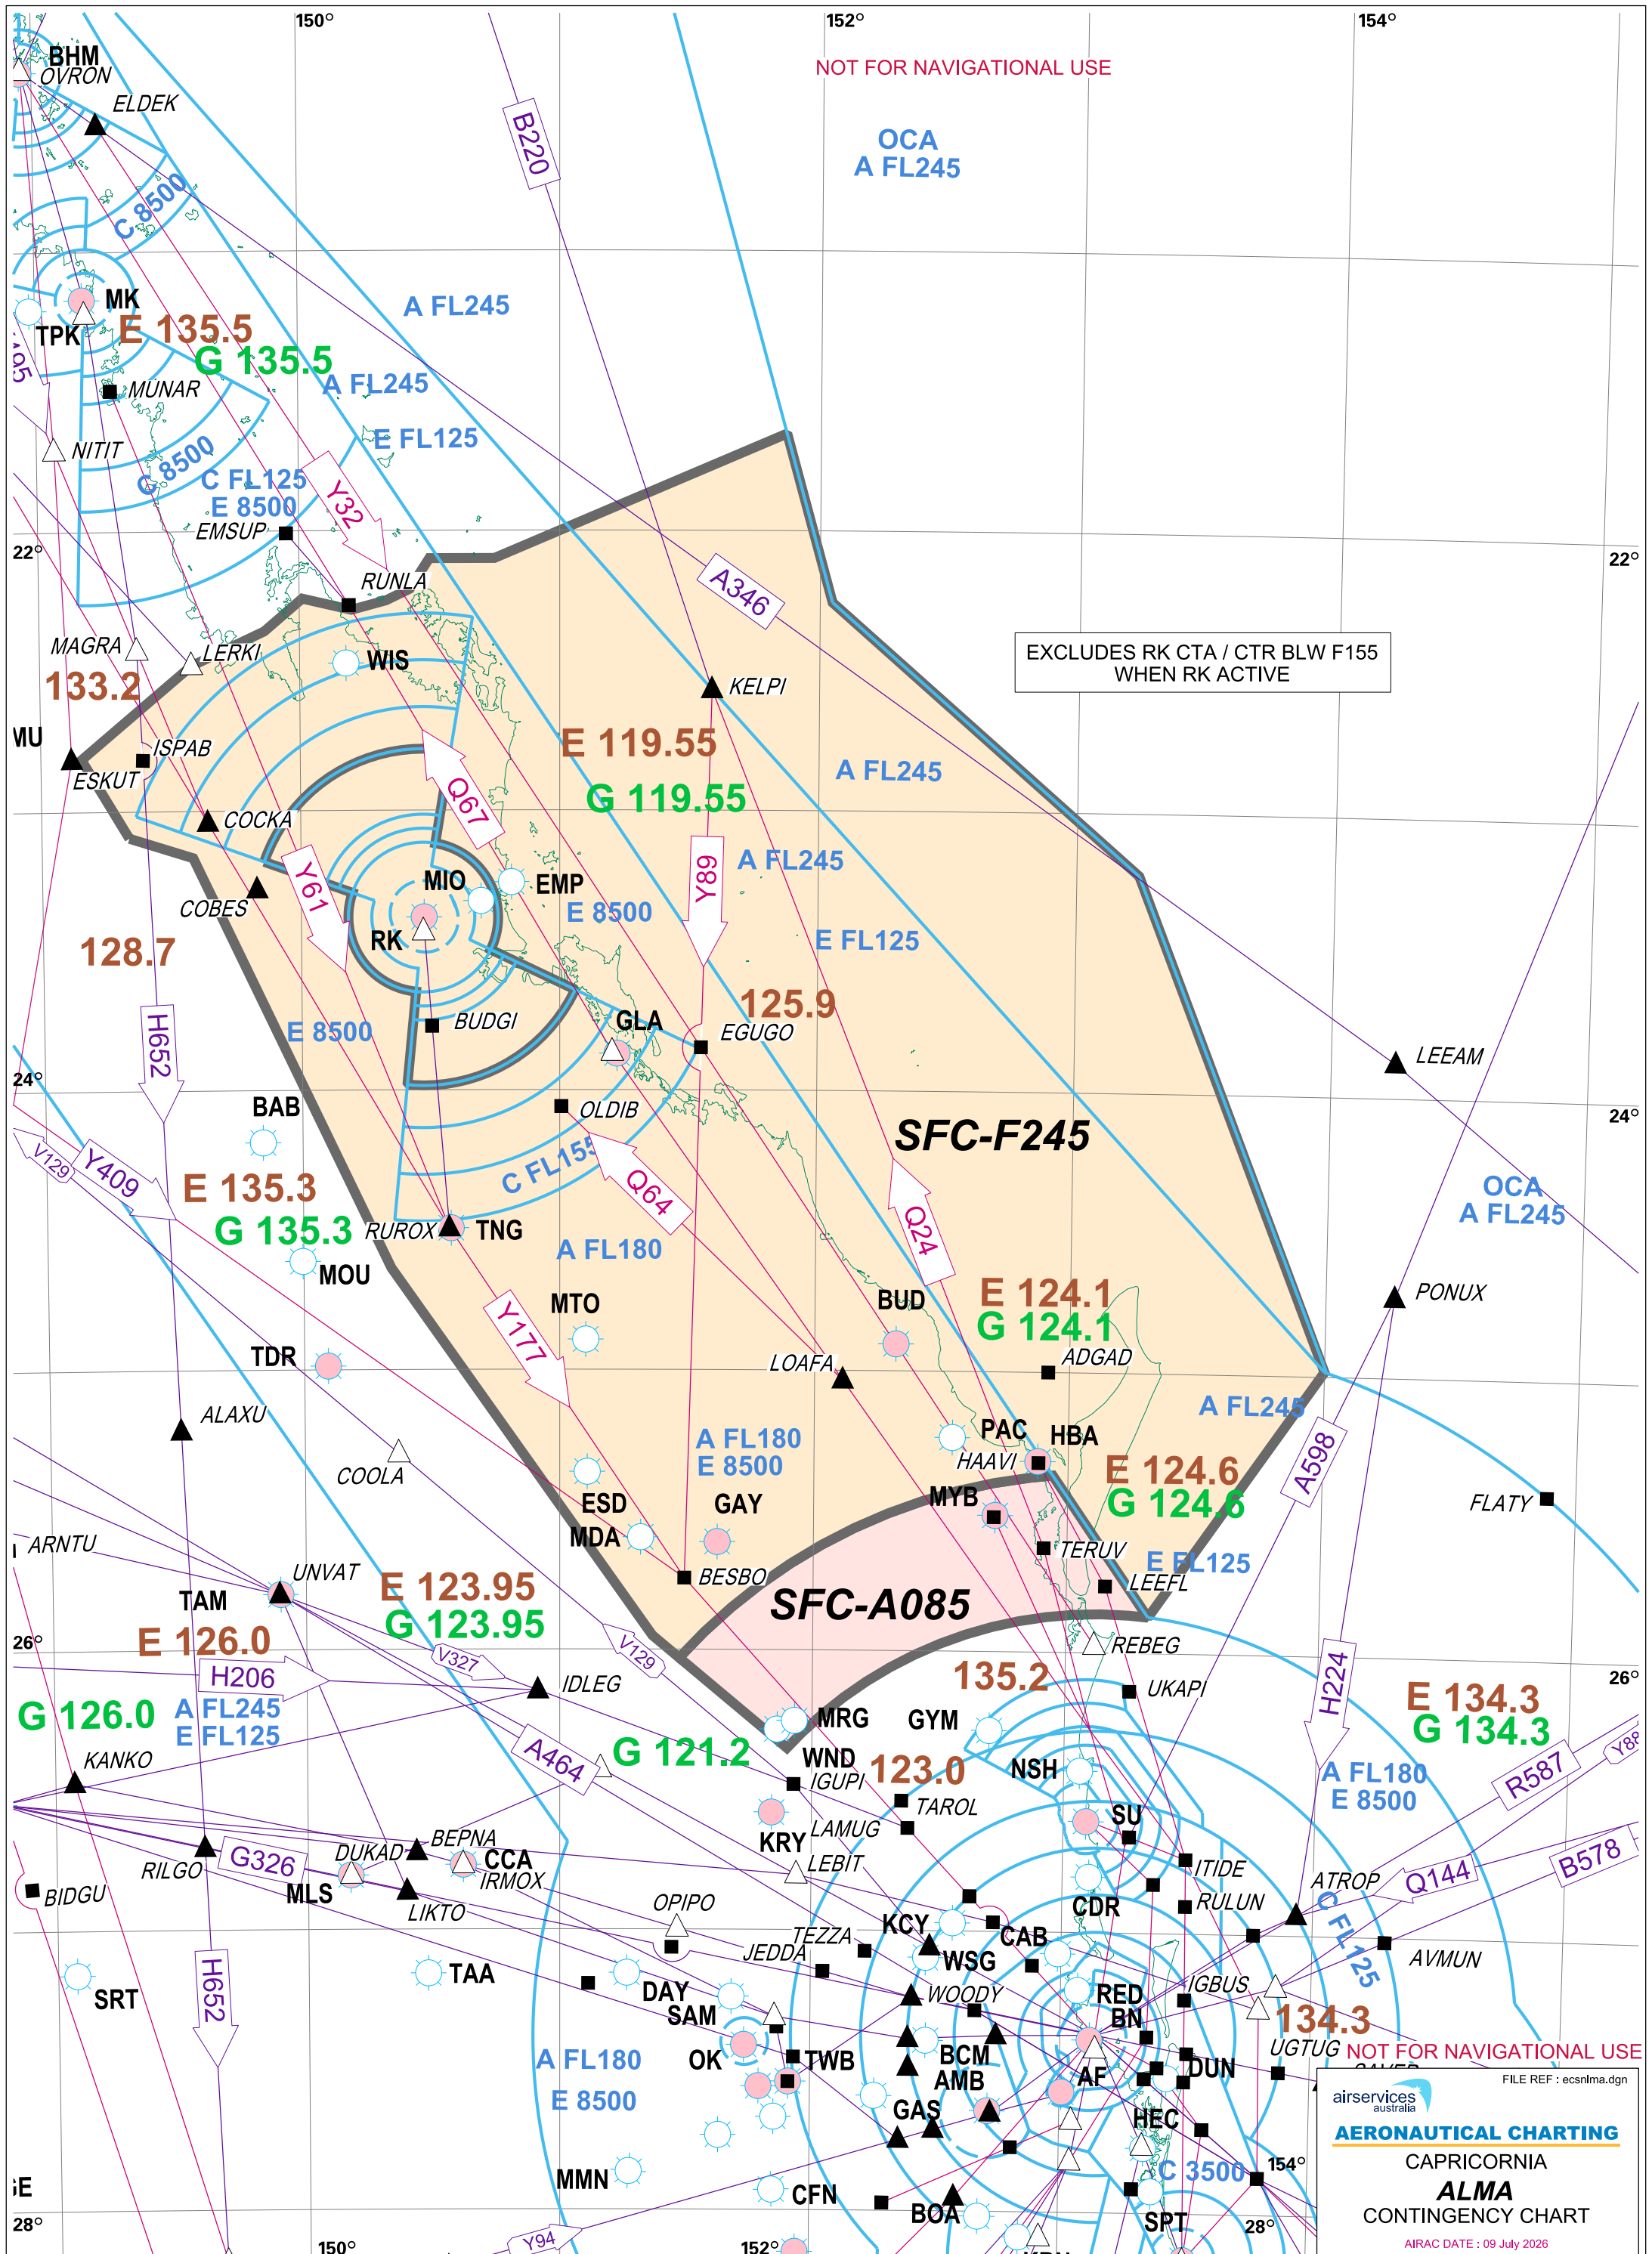 150°
152°
154°
NOT FOR NAVIGATIONAL USE
BHM
OVRON
ELDEK
B220
OCA
A FL245
C 8500
MK
TPK
E 135.5
G 135.5
A FL245
A FL245
MUNAR
E FL125
NITIT
C 8500
C FL125
E 8500
Y32
EMSUP
22°
22°
RUNLA
A346
MAGRA
LERKI
WIS
EXCLUDES RK CTA / CTR BLW F155
WHEN RK ACTIVE
133.2
KELPI
MU
ISPAB
ESKUT
E 119.55
G 119.55
A FL245
Q67
COCKA
Y61
MIO
EMP
Y89
A FL245
COBES
E 8500
RK
128.7
E FL125
125.9
H652
E 8500
BUDGI
GLA
EGUGO
LEEAM
24°
24°
BAB
OLDIB
SFC-F245
V129
Y409
C FL155
E 135.3
G 135.3
Q64
OCA
A FL245
RUROX
TNG
Q24
A FL180
MOU
E 124.1
G 124.1
PONUX
MTO
BUD
Y177
TDR
LOAFA
ADGAD
ALAXU
A FL245
COOLA
A FL180
E 8500
PAC
HBA
HAAVI
A598
E 124.6
G 124.6
ESD
GAY
MYB
FLATY
MDA
ARNTU
TERUV
E FL125
UNVAT
BESBO
LEEFL
TAM
E 123.95
G 123.95
SFC-A085
26°
E 126.0
V129
REBEG
V327
H206
IDLEG
135.2
UKAPI
H224
26°
G 126.0
A FL245
E FL125
E 134.3
G 134.3
MRG
GYM
A464
G 121.2
WND
KANKO
IGUPI
123.0
NSH
A FL180
E 8500
R587
TAROL
KRY
LAMUG
SU
BEPNA
DUKAD
RILGO
G326
CCA
IRMOX
LEBIT
ITIDE
B578
BIDGU
MLS
LIKTO
OPIPO
CDR
RULUN
ATROP
Q144
C FL125
KCY
TEZZA
JEDDA
CAB
AVMUN
WSG
TAA
SRT
H652
DAY
SAM
WOODY
RED
BN
IGBUS
134.3
UGTUG
NOT FOR NAVIGATIONAL USE
OK
TWB
A FL180
E 8500
BCM
AMB
AF
DUN
GAS
HEC
MMN
CFN
BOA
C 3500
154°
SPT
28°
28°
150°
Y94
152°
FILE REF : ecsnlma.dgn
airservices
australia
AERONAUTICAL CHARTING
CAPRICORNIA
ALMA
CONTINGENCY CHART
AIRAC DATE : 09 July 2026